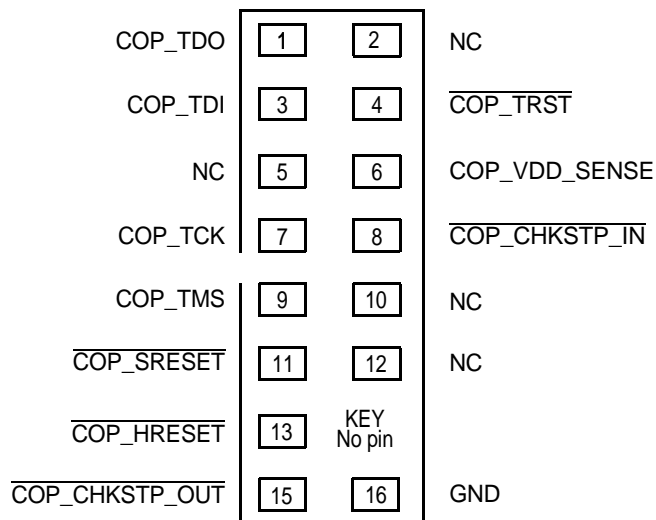 COP_TDO 1 2 NC
COP_TDI 3 4 COP_TRST
NC 5 6 COP_VDD_SENSE
COP_TCK 7 8 COP_CHKSTP_IN
COP_TMS 9 10 NC
COP_SRESET 11 12 NC
COP_HRESET 13 KEY
No pin
COP_CHKSTP_OUT 15 16 GND